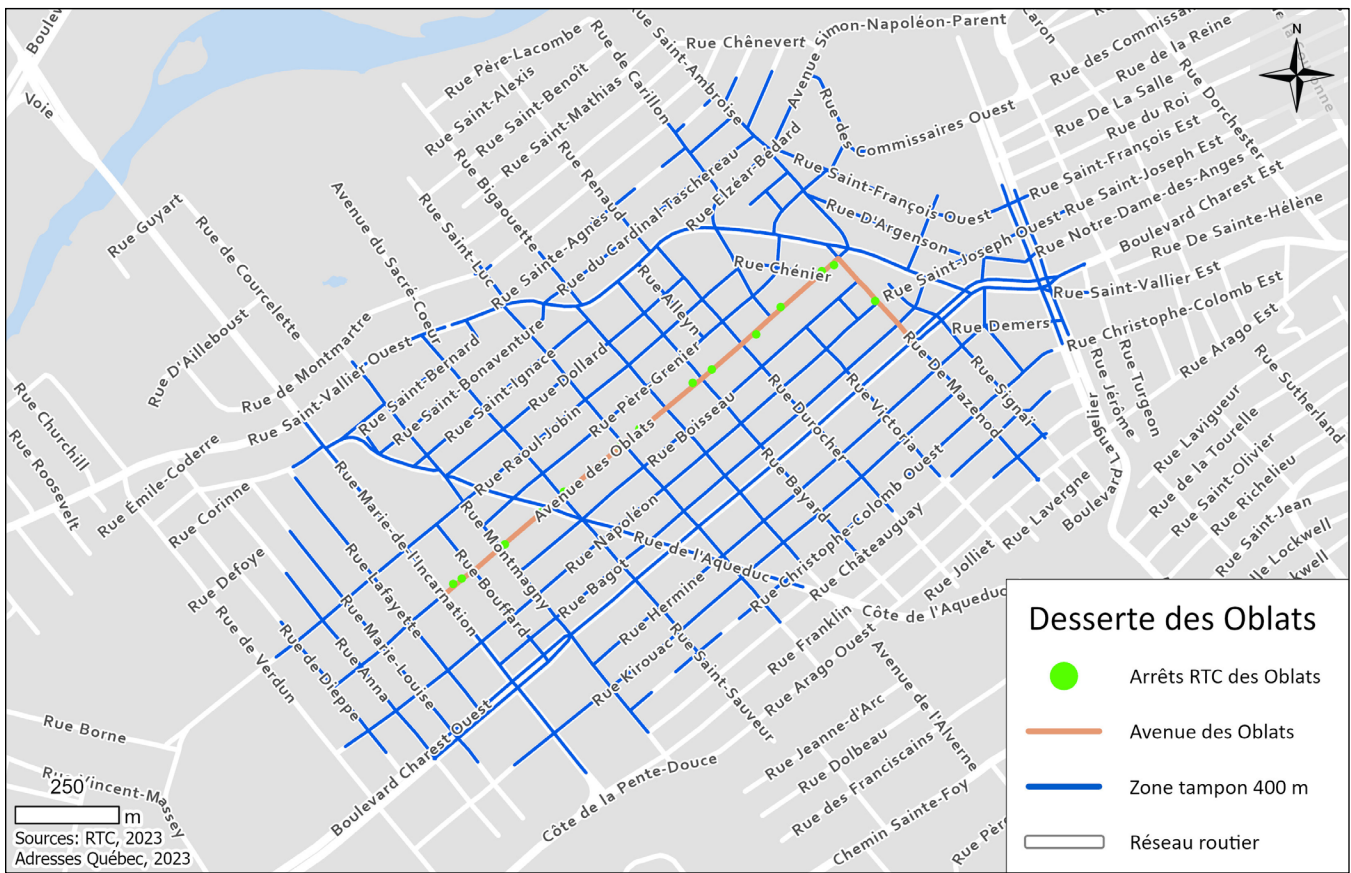 Boulev
Voie
Rue Guyart
Rue de Courcelette
Rue D'Ailleboust
Rue de Montmartre
Rue Churchill
Rue Roosevelt
Rue Émile-Coderre
Rue Corinne
Rue Defoye
Rue de Verdun
Rue Borne
Rue Saint-Vallier Ouest
Avenue du Sacré-Coeur
Rue Saint-Luc
Rue Père-Lacombe
Rue Saint-Alexis
Rue Saint-Benoît
Rue Saint-Mathias
Rue Bigaouette
Rue Renaud
Rue de Carillon
Rue Saint-Ambroise
Rue Chênevert
Avenue Simon-Napoléon-Parent
Rue des Commissaires Ouest
Rue des Commissa
Caron
Rue de la Reine
Rue De La Salle
Rue du Roi
Rue Dorchester
Rue Saint-François Est
Rue Saint-Joseph Est
Rue Notre-Dame-des-Anges
Boulevard Charest Est
Rue De Sainte-Hélène
Rue Saint-Vallier Est
Rue Christophe-Colomb Est
Rue Arago Est
Rue Sutherland
Rue Turgeon
Rue Jérôme
Boulevard Langelier
Rue Lavigueur
Rue de la Tourelle
Rue Saint-Olivier
Rue Richelieu
Rue Saint-Jean
lle Lockwell
ckwell
Rue Sainte-Agnès
Rue du Cardinal-Taschereau
Rue Elzéar-Bédard
Rue Saint-François Ouest
Rue D'Argenson
Rue Saint-Joseph Ouest
Rue Chénier
Rue Alleyn
Rue Demers
Rue Signaï
Rue De Mazenod
Rue Victoria
Rue Durocher
Rue Bayard
Rue Boisseau
Rue Père-Grenier
Rue Dollard
Rue Raoul-Jobin
Rue Saint-Ignace
Rue Saint-Bonaventure
Rue Saint-Bernard
Avenue des Oblats
Rue Napoléon
Rue Bagot
Rue Hermine
Rue Kirouac
Rue de l'Aqueduc
Rue Christophe-Colomb Ouest
Rue Châteauguay
Rue Lavergne
Rue Jolliet
Côte de l'Aqueduc
Rue Franklin
Rue Arago Ouest
Rue Saint-Sauveur
Rue Montmagny
Rue Bouffard
Rue Marie-de-l'Incarnation
Rue Lafayette
Rue Marie-Louise
Rue Anna
Rue de Dieppe
Boulevard Charest Ouest
Côte de la Pente-Douce
Rue Jeanne-d'Arc
Rue Dolbeau
Rue des Franciscains
Avenue de l'Alverne
Chemin Sainte-Foy
Rue Père
Rue Vincent-Massey
N
250
m
Sources: RTC, 2023
Adresses Québec, 2023
Desserte des Oblats
Arrêts RTC des Oblats
Avenue des Oblats
Zone tampon 400 m
Réseau routier